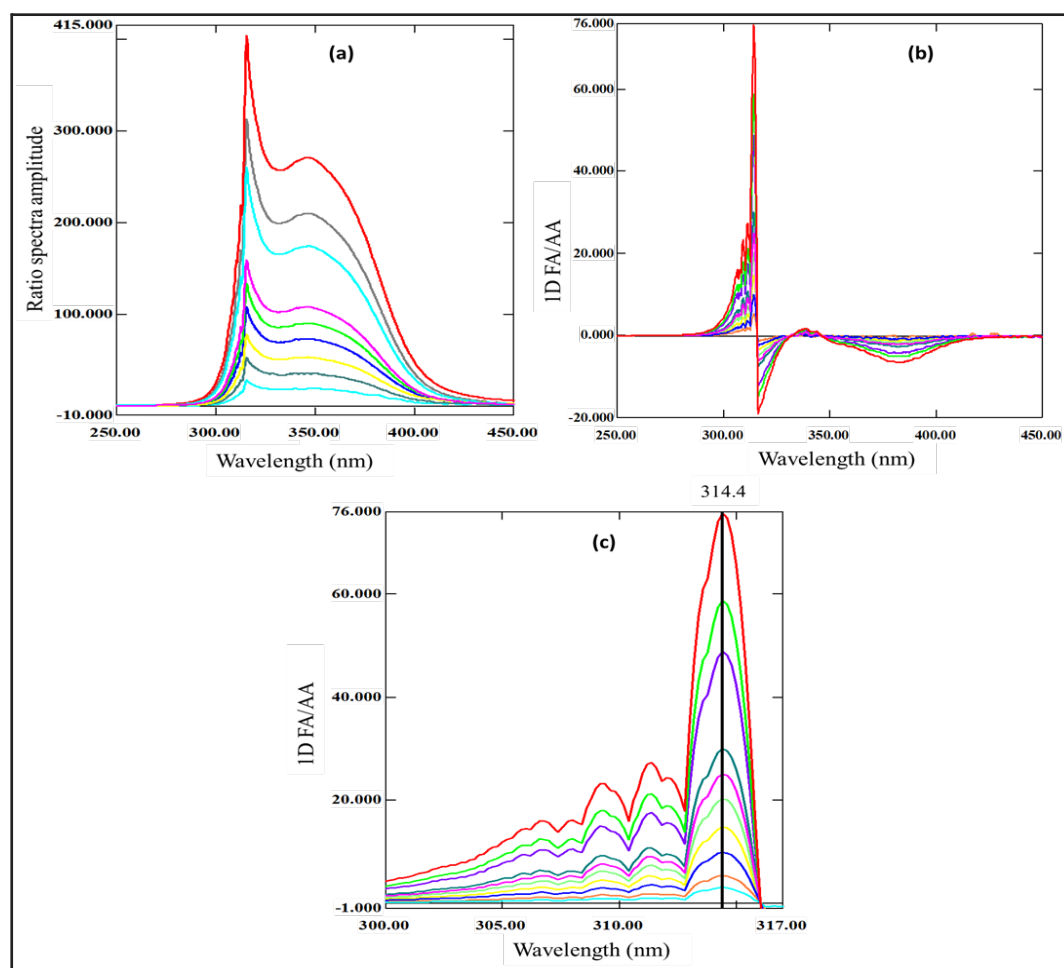 415.000
(a)
300.000
200.000
100.000
-10.000
Ratio spectra amplitude
250.00 300.00 350.00 400.00 450.00
Wavelength (nm)
76.000
(b)
60.000
40.000
20.000
0.000
-20.000
1D FA/AA
250.00 300.00 350.00 400.00 450.00
Wavelength (nm)
314.4
76.000
(c)
60.000
40.000
20.000
-1.000
1D FA/AA
300.00 305.00 310.00 317.00
Wavelength (nm)